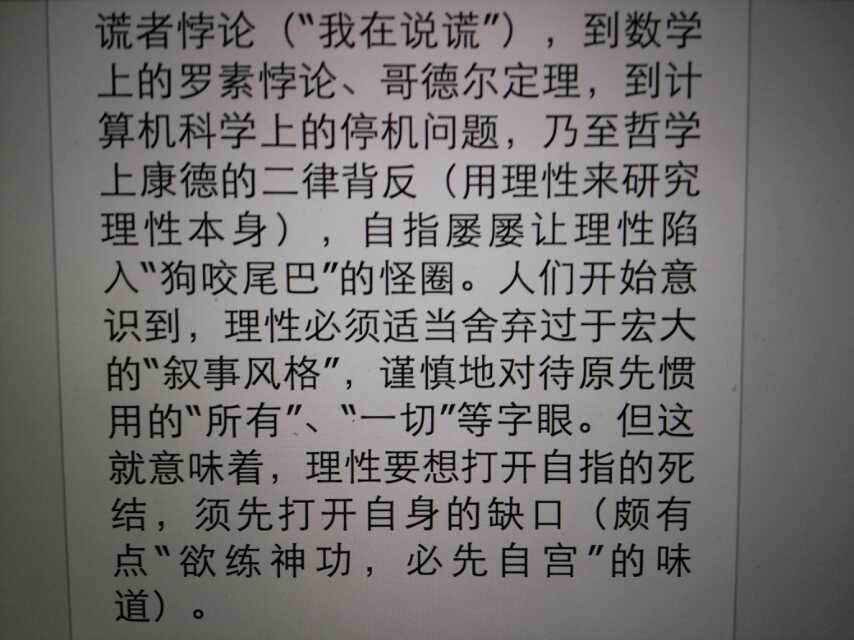 谎者悖论（“我在说谎”），到数学
上的罗素悖论、哥德尔定理，到计
算机科学上的停机问题，乃至哲学
上康德的二律背反（用理性来研究
理性本身），自指屡屡让理性陷
入“狗咬尾巴”的怪圈。人们开始意
识到，理性必须适当舍弃过于宏大
的“叙事风格”，谨慎地对待原先惯
用的“所有”、“一切”等字眼。但这
就意味着，理性要想打开自指的死
结，须先打开自身的缺口（颇有
点“欲练神功，必先自宫”的味
道）。